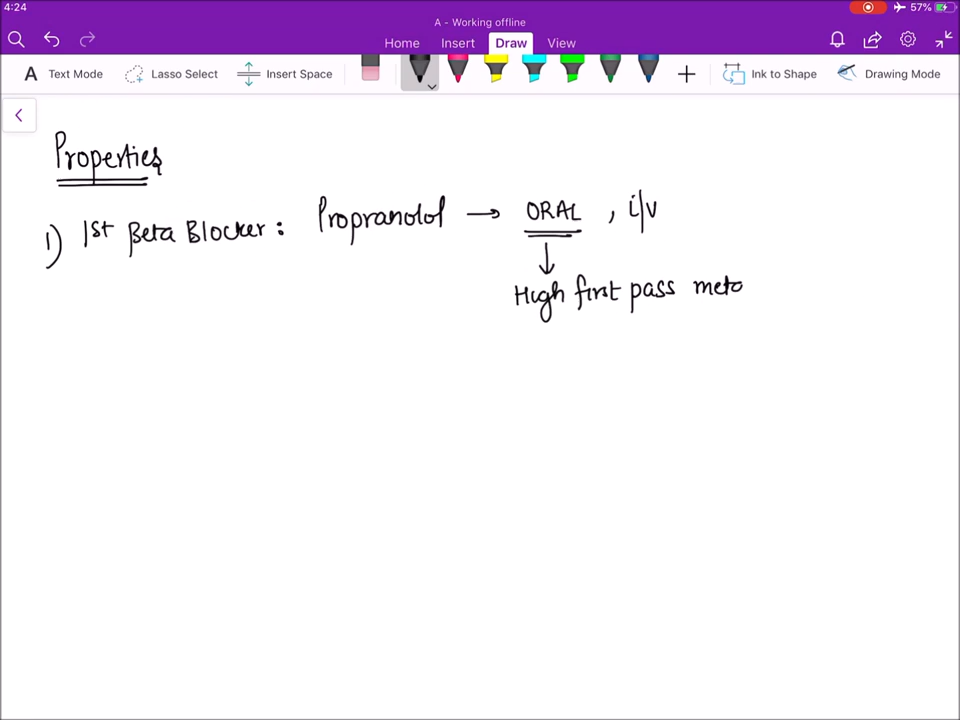 4:24
57%
A - Working offline
Home Insert Draw View
A Text Mode Lasso Select Insert Space Ink to Shape Drawing Mode
Properties
1) 1st Beta Blocker : Propranolol → ORAL , i/v
↓
High first pass meta